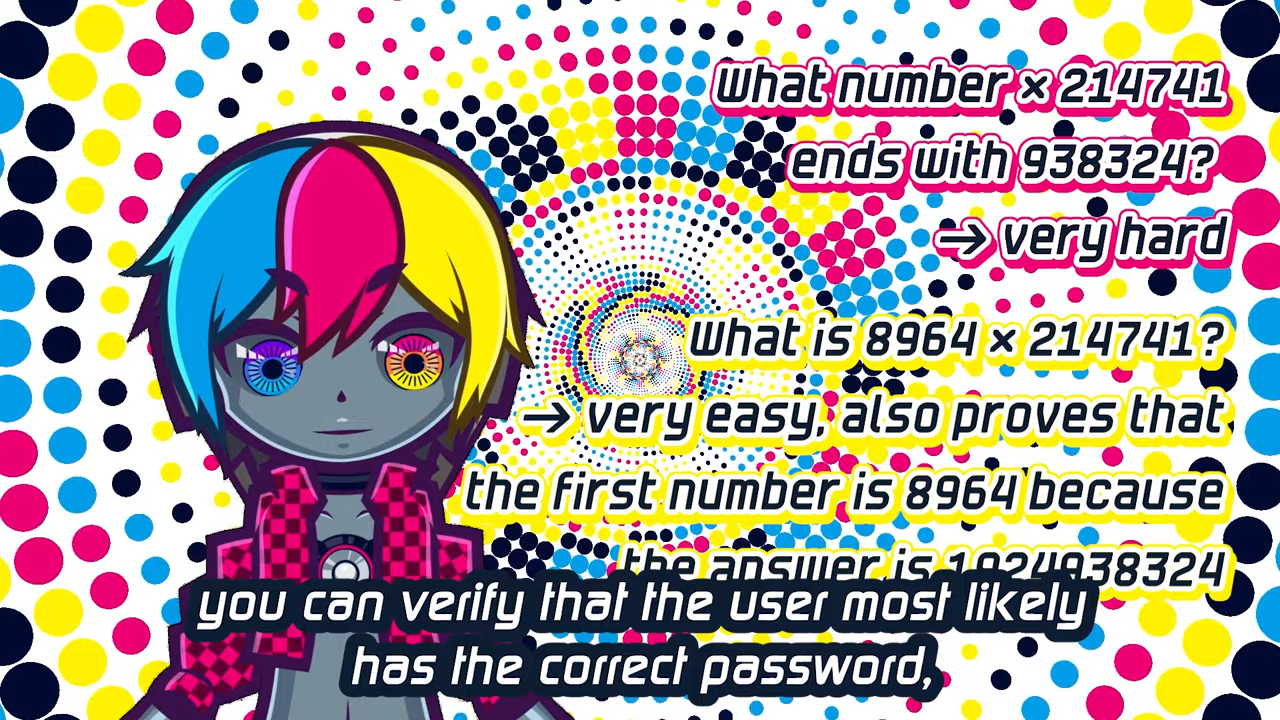 What number × 214741
ends with 938324?
→ very hard
What is 8964 × 214741?
→ very easy, also proves that
the first number is 8964 because
the answer is 1924938324
you can verify that the user most likely
has the correct password,